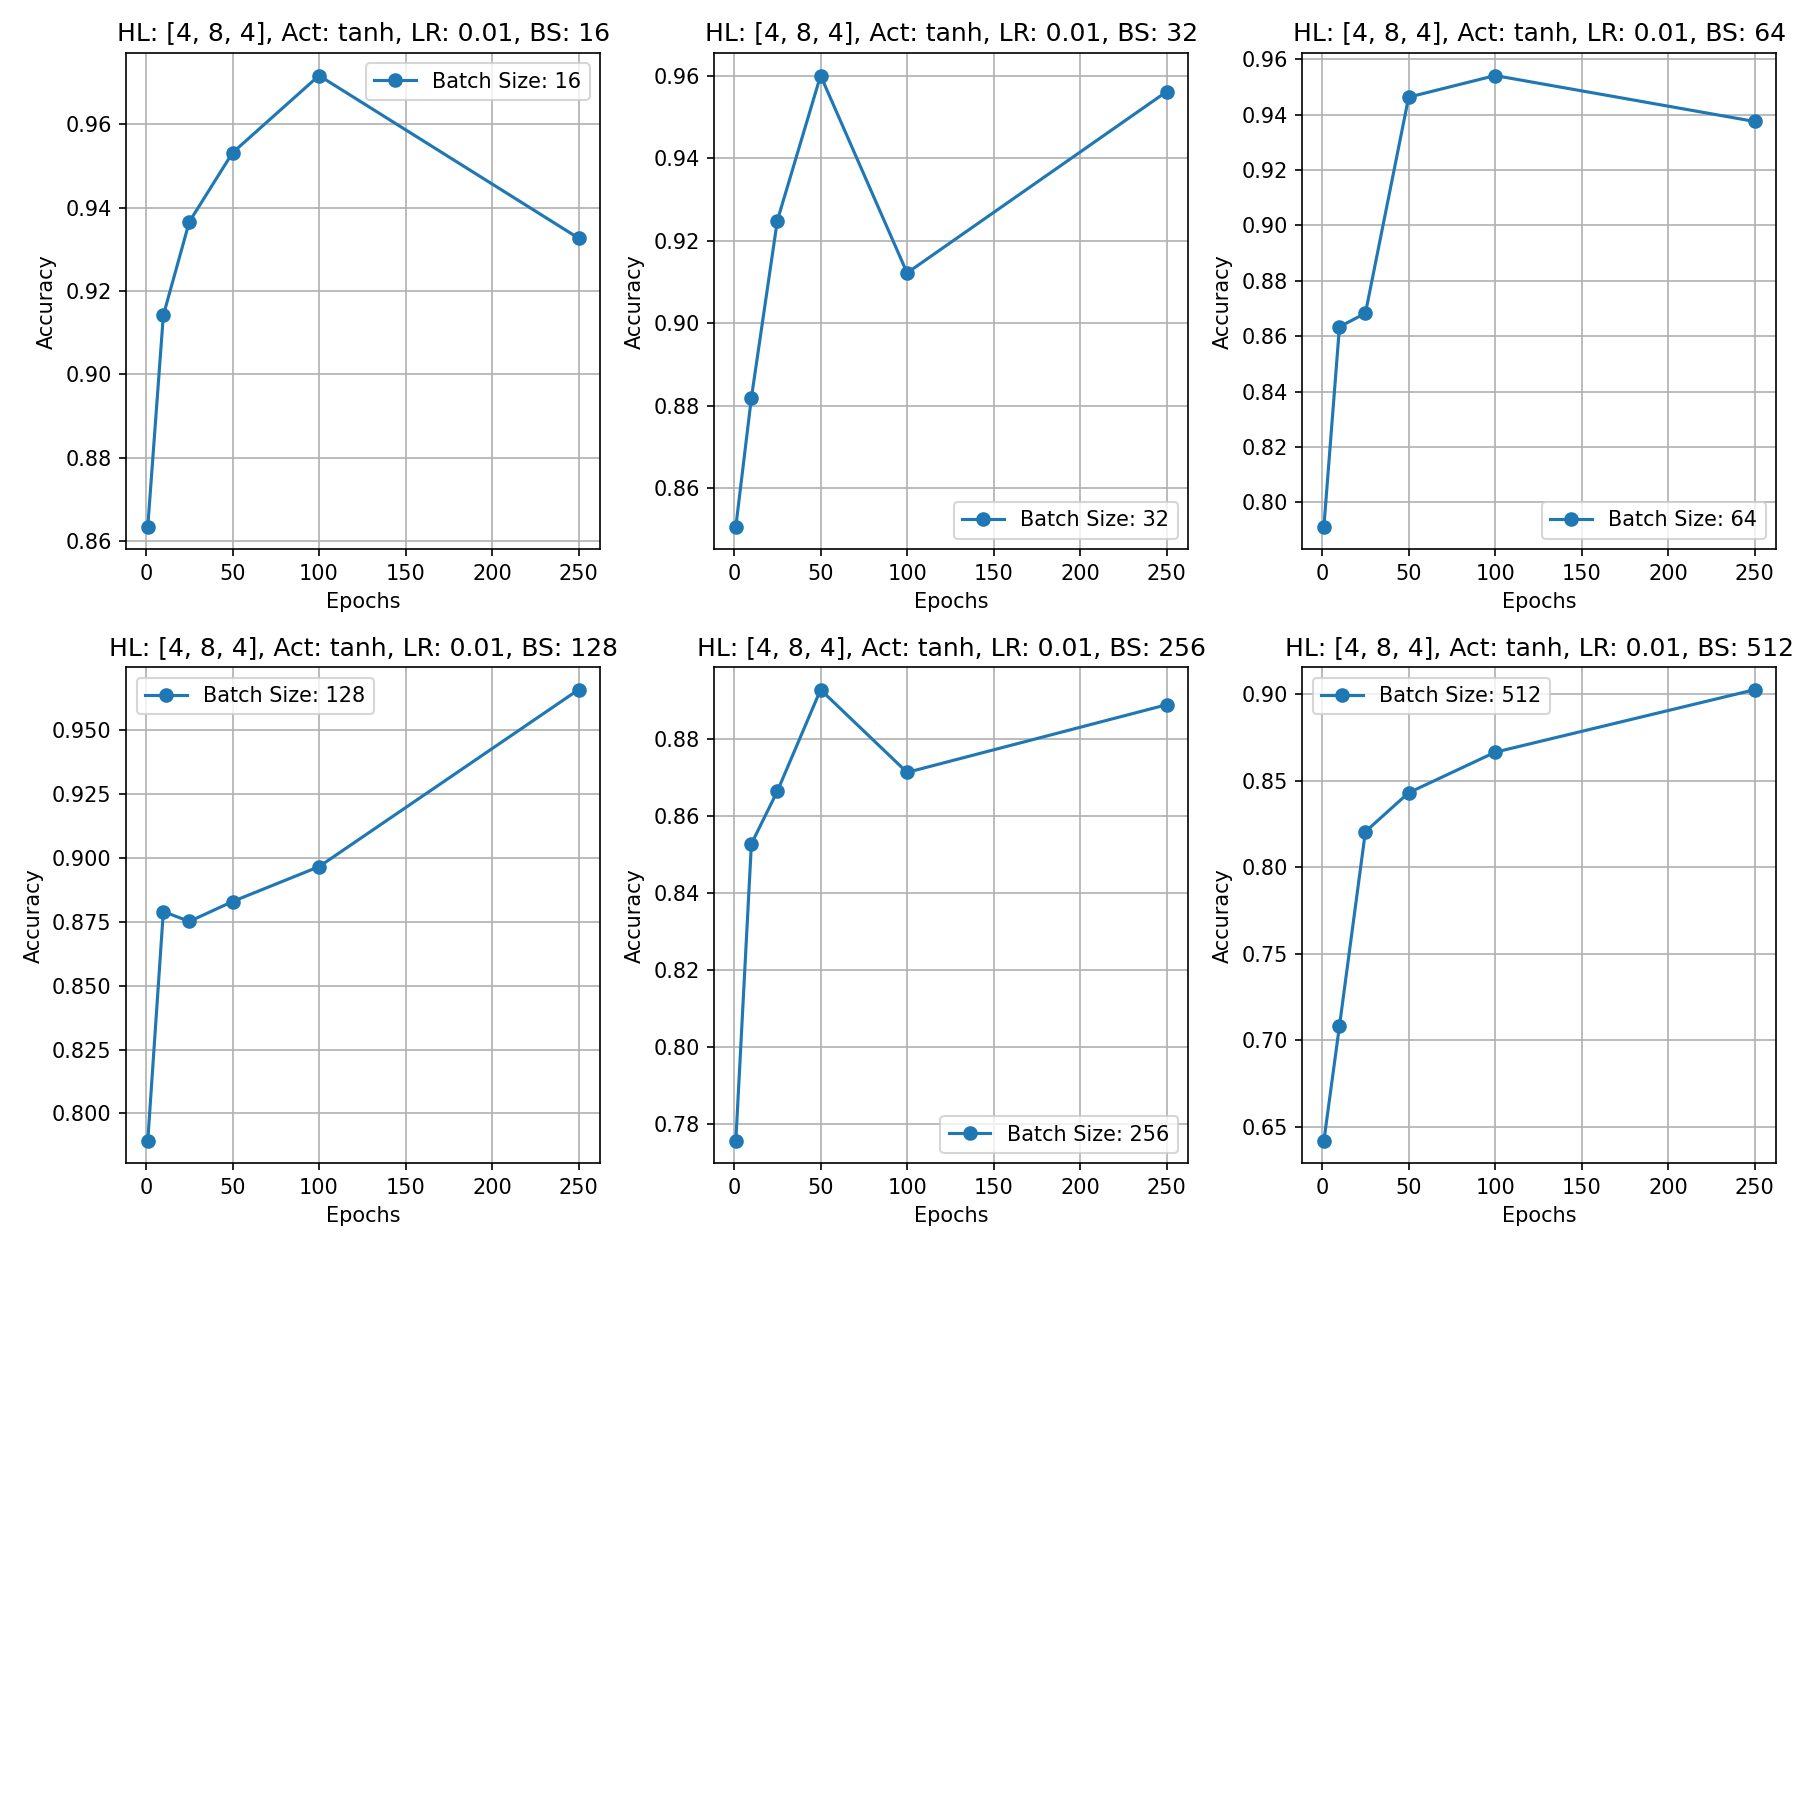 HL: [4, 8, 4], Act: tanh, LR: 0.01, BS: 16
Batch Size: 16
0.96
0.94
0.92
0.90
0.88
0.86
Accuracy
0 50 100 150 200 250
Epochs
HL: [4, 8, 4], Act: tanh, LR: 0.01, BS: 32
0.96
0.94
0.92
0.90
0.88
0.86
Accuracy
Batch Size: 32
0 50 100 150 200 250
Epochs
HL: [4, 8, 4], Act: tanh, LR: 0.01, BS: 64
0.96
0.94
0.92
0.90
0.88
0.86
0.84
0.82
0.80
Accuracy
Batch Size: 64
0 50 100 150 200 250
Epochs
HL: [4, 8, 4], Act: tanh, LR: 0.01, BS: 128
Batch Size: 128
0.950
0.925
0.900
0.875
0.850
0.825
0.800
Accuracy
0 50 100 150 200 250
Epochs
HL: [4, 8, 4], Act: tanh, LR: 0.01, BS: 256
0.88
0.86
0.84
0.82
0.80
0.78
Accuracy
Batch Size: 256
0 50 100 150 200 250
Epochs
HL: [4, 8, 4], Act: tanh, LR: 0.01, BS: 512
Batch Size: 512
0.90
0.85
0.80
0.75
0.70
0.65
Accuracy
0 50 100 150 200 250
Epochs